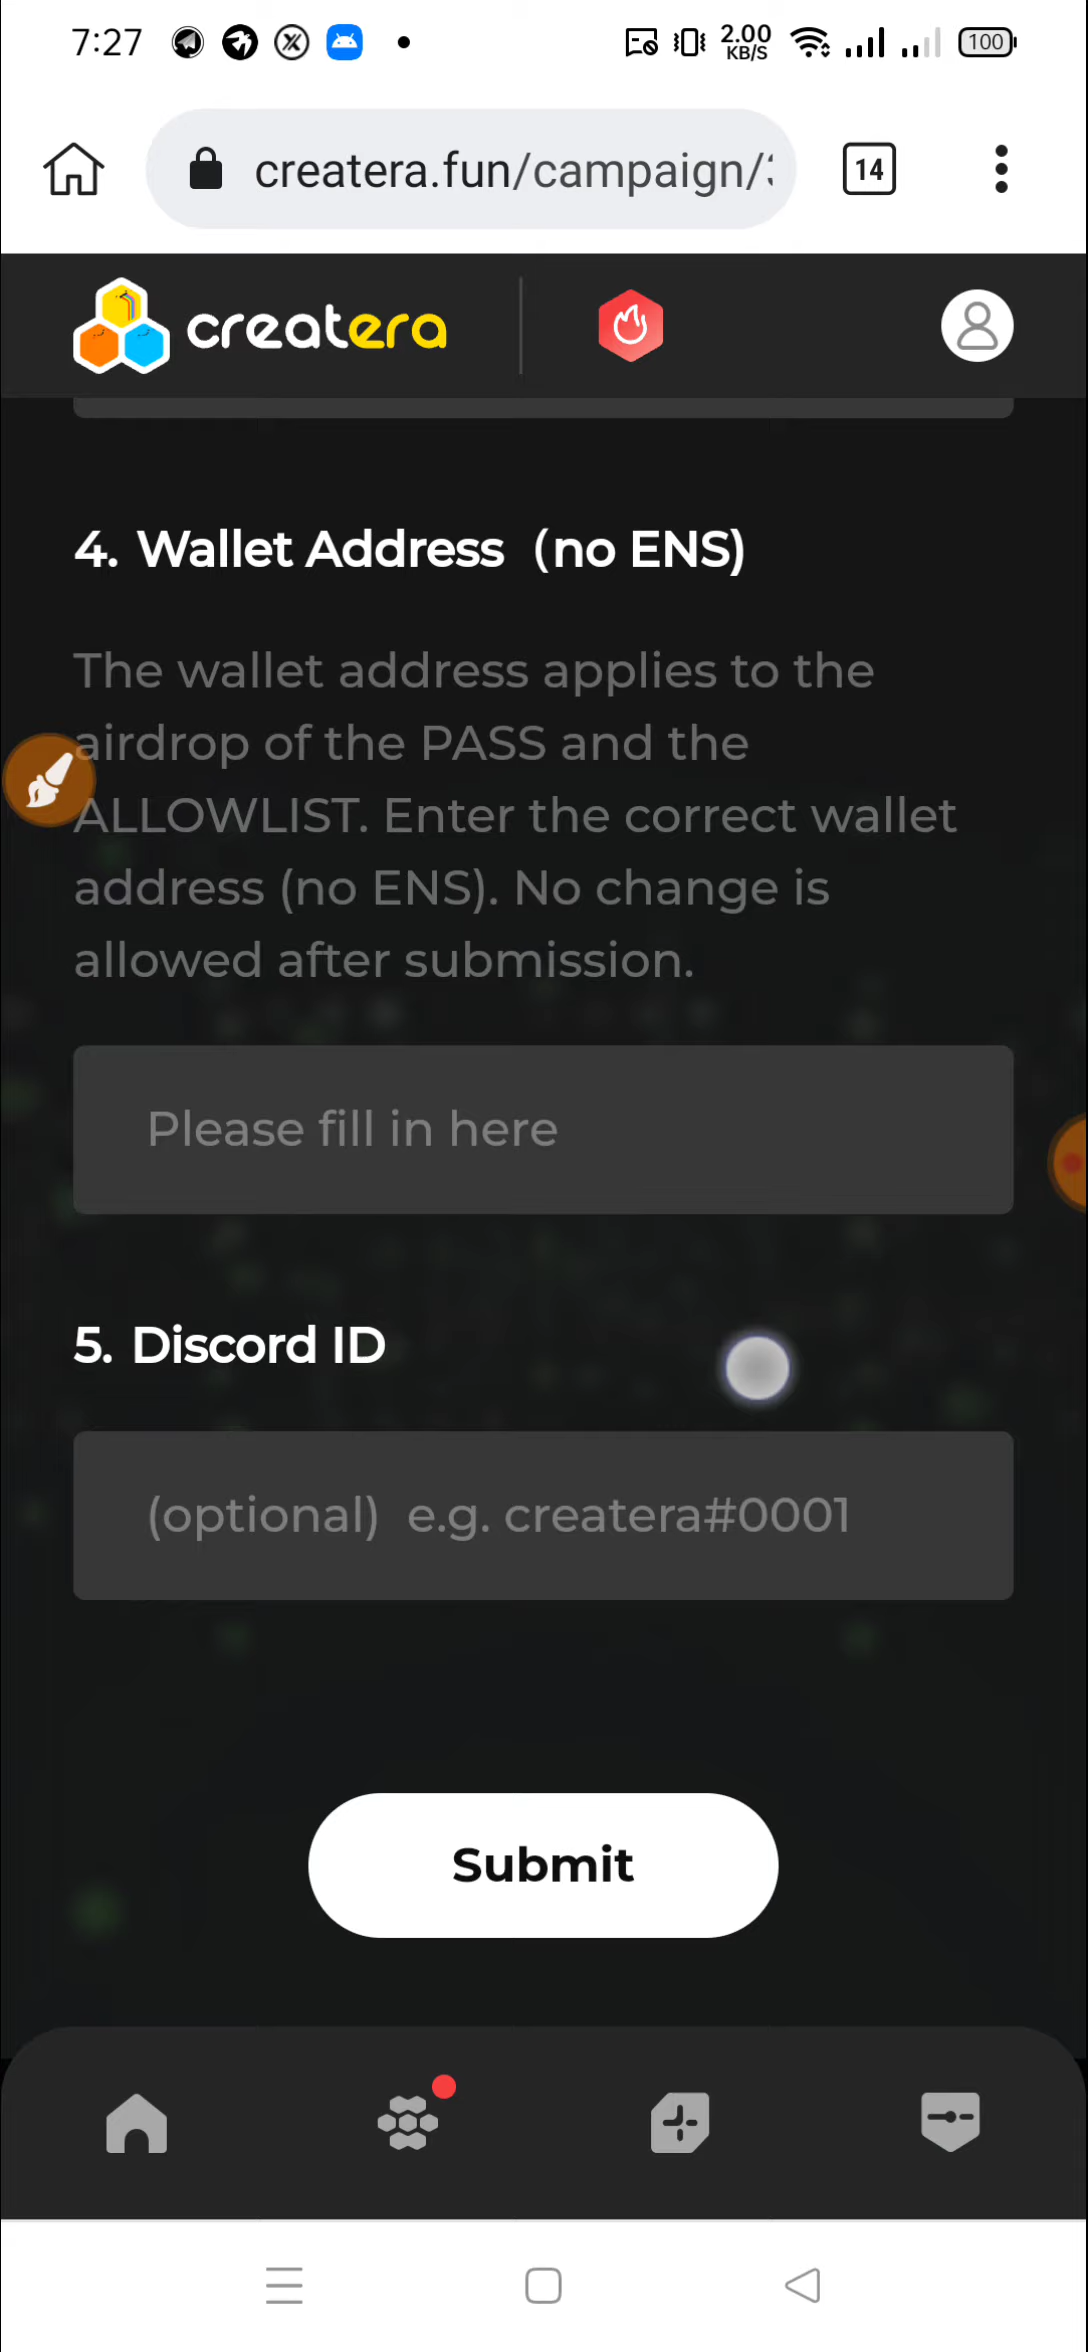 7:27
2.00
KB/S
100
createra.fun/campaign/
14
createra
4. Wallet Address（no ENS)
The wallet address applies to the
airdrop of the PASS and the
ALLOWLIST. Enter the correct wallet
address (no ENS). No change is
allowed after submission.
Please fill in here
5. Discord ID
(optional) e.g. createra#0001
Submit